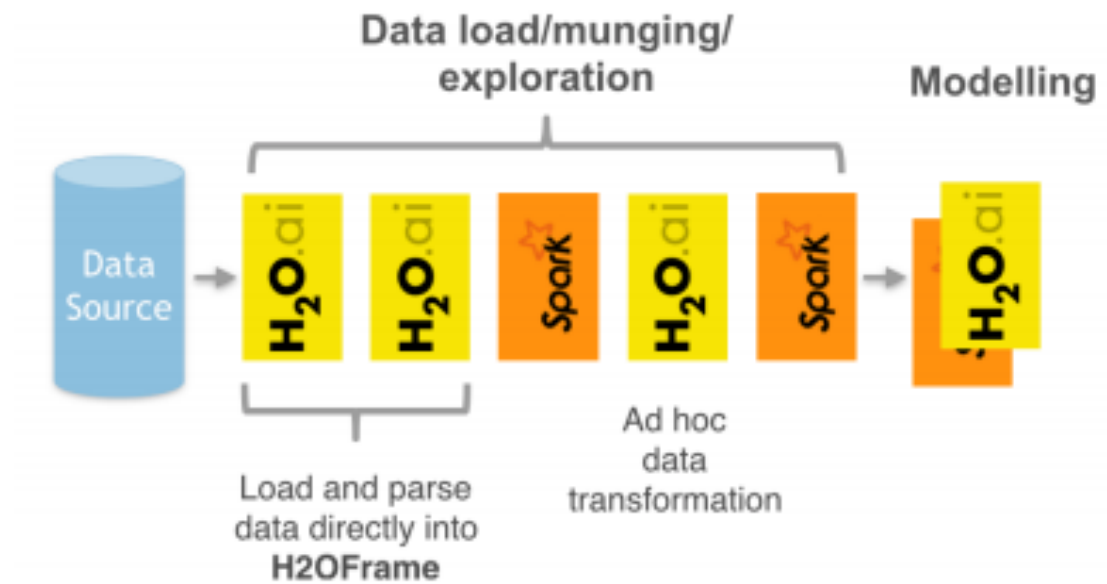 Data load/munging/
exploration
Modelling
Data
Source
H₂O.ai
H₂O.ai
Spark
H₂O.ai
Spark
H₂O.ai
Load and parse
data directly into
H2OFrame
Ad hoc
data
transformation